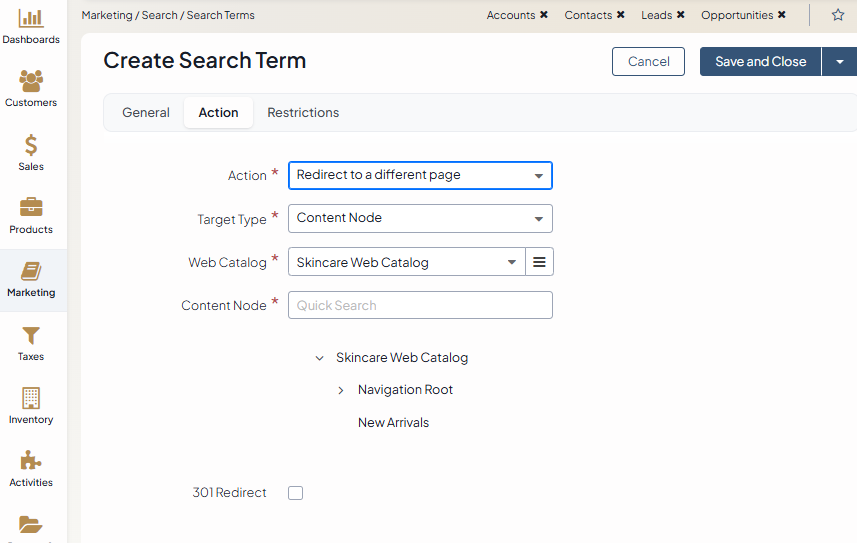 Marketing / Search / Search Terms
Accounts ✖ Contacts ✖ Leads ✖ Opportunities ✖
Dashboards
Customers
Sales
Products
Marketing
Taxes
Inventory
Activities
Create Search Term
Cancel
Save and Close
General Action Restrictions
Action * Redirect to a different page
Target Type * Content Node
Web Catalog * Skincare Web Catalog
Content Node * Quick Search
Skincare Web Catalog
Navigation Root
New Arrivals
301 Redirect